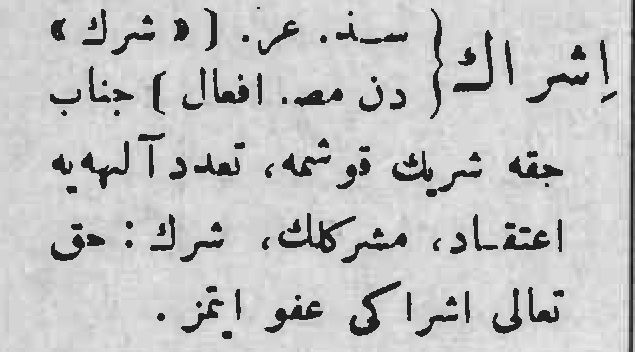 اِشراك { سـذ. عر. [ « شرك »
دن مصـ. افعال ] جناب
حقه شريك قوشمه، تعدد آلهه‌يه
اعتقـاد، مشركلك، شرك : حق
تعالى اشراكى عفو ايتمز .